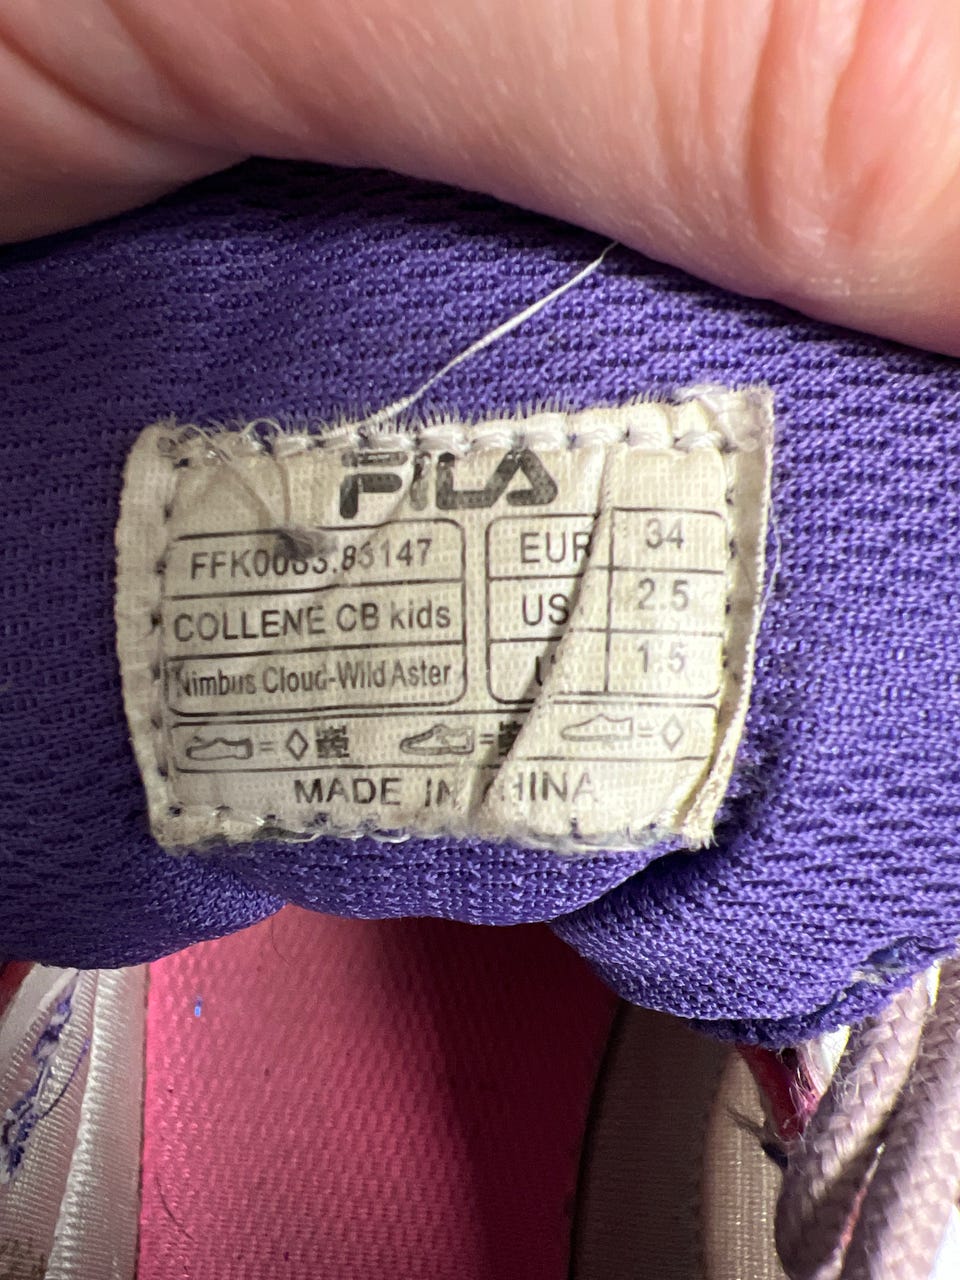 FILA
FFK0083.83147
COLLENE CB kids
Nimbus Cloud-Wild Aster
EUR 34
US 2.5
1.5
MADE IN CHINA